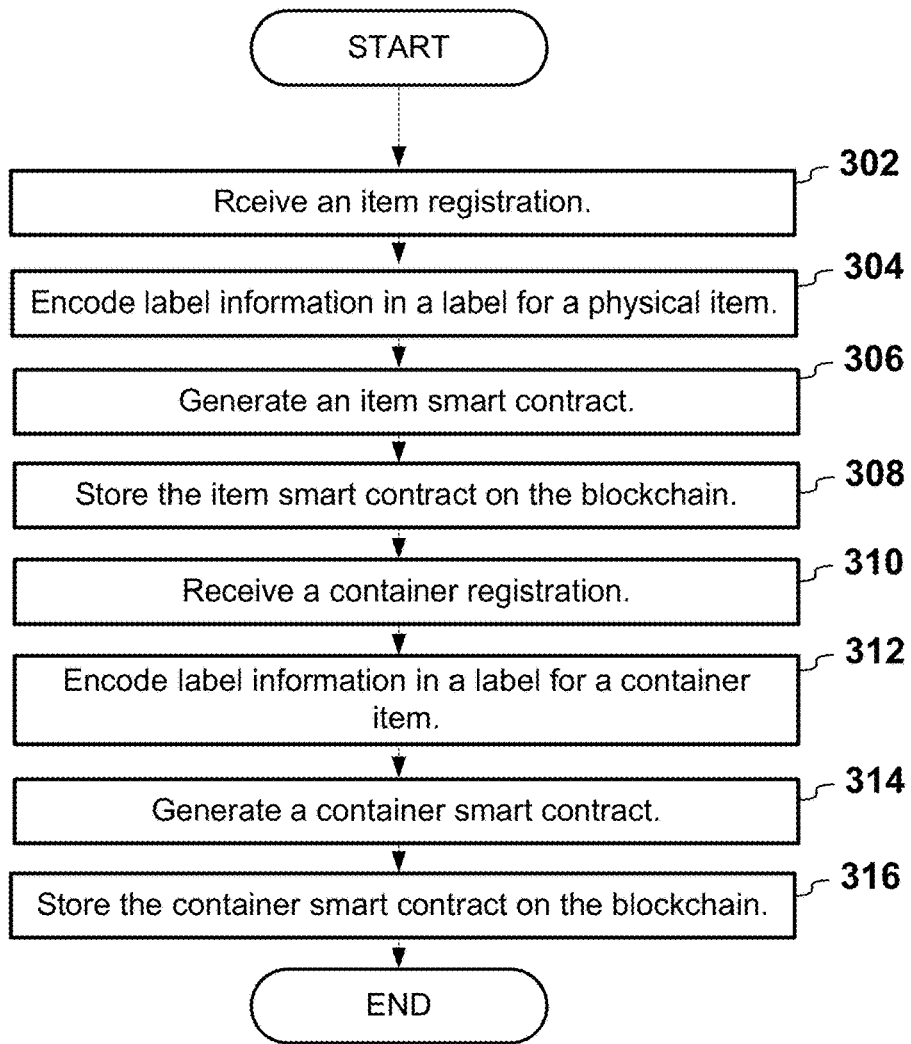 START
302
Rceive an item registration.
304
Encode label information in a label for a physical item.
306
Generate an item smart contract.
308
Store the item smart contract on the blockchain.
310
Receive a container registration.
312
Encode label information in a label for a container
item.
314
Generate a container smart contract.
316
Store the container smart contract on the blockchain.
END